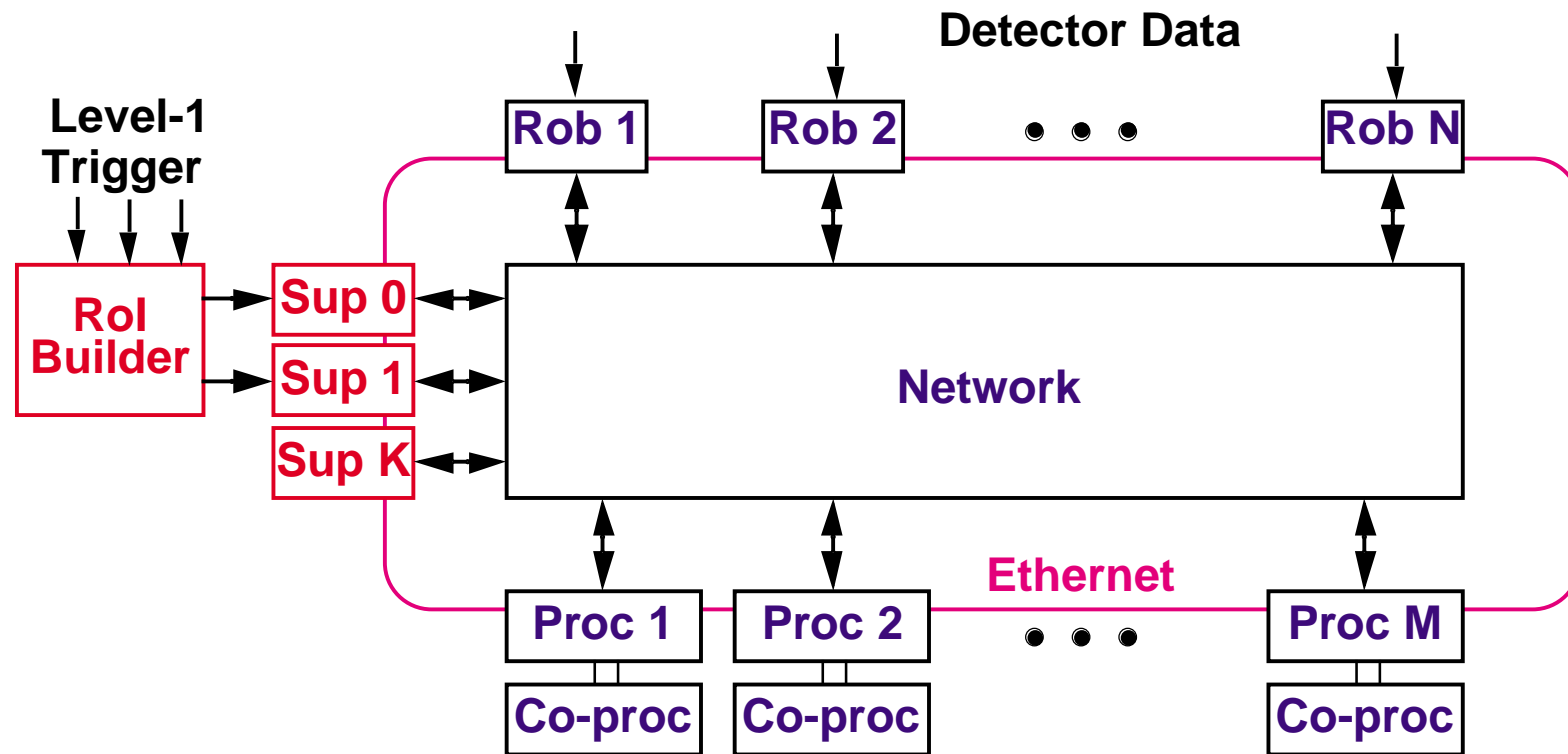 Detector Data
Level-1
Trigger
Rob 1
Rob 2
Rob N
RoI
Builder
Sup 0
Sup 1
Sup K
Network
Ethernet
Proc 1
Proc 2
Proc M
Co-proc
Co-proc
Co-proc